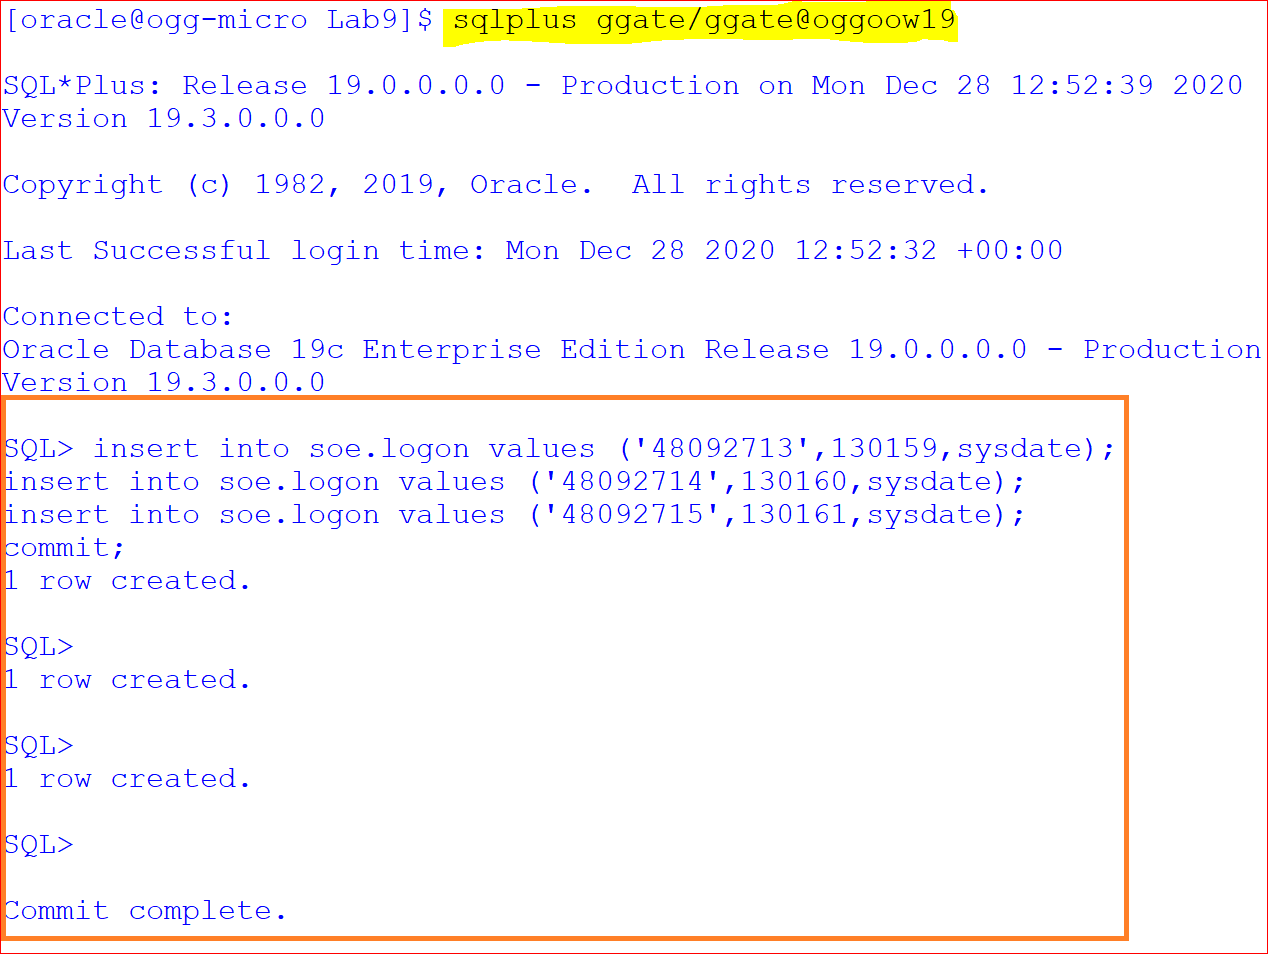 [oracle@ogg-micro Lab9]$ sqlplus ggate/ggate@oggoow19
SQL*Plus: Release 19.0.0.0.0 - Production on Mon Dec 28 12:52:39 2020
Version 19.3.0.0.0
Copyright (c) 1982, 2019, Oracle.  All rights reserved.
Last Successful login time: Mon Dec 28 2020 12:52:32 +00:00
Connected to:
Oracle Database 19c Enterprise Edition Release 19.0.0.0.0 - Production
Version 19.3.0.0.0
SQL> insert into soe.logon values ('48092713',130159,sysdate);
insert into soe.logon values ('48092714',130160,sysdate);
insert into soe.logon values ('48092715',130161,sysdate);
commit;
1 row created.
SQL>
1 row created.
SQL>
1 row created.
SQL>
Commit complete.